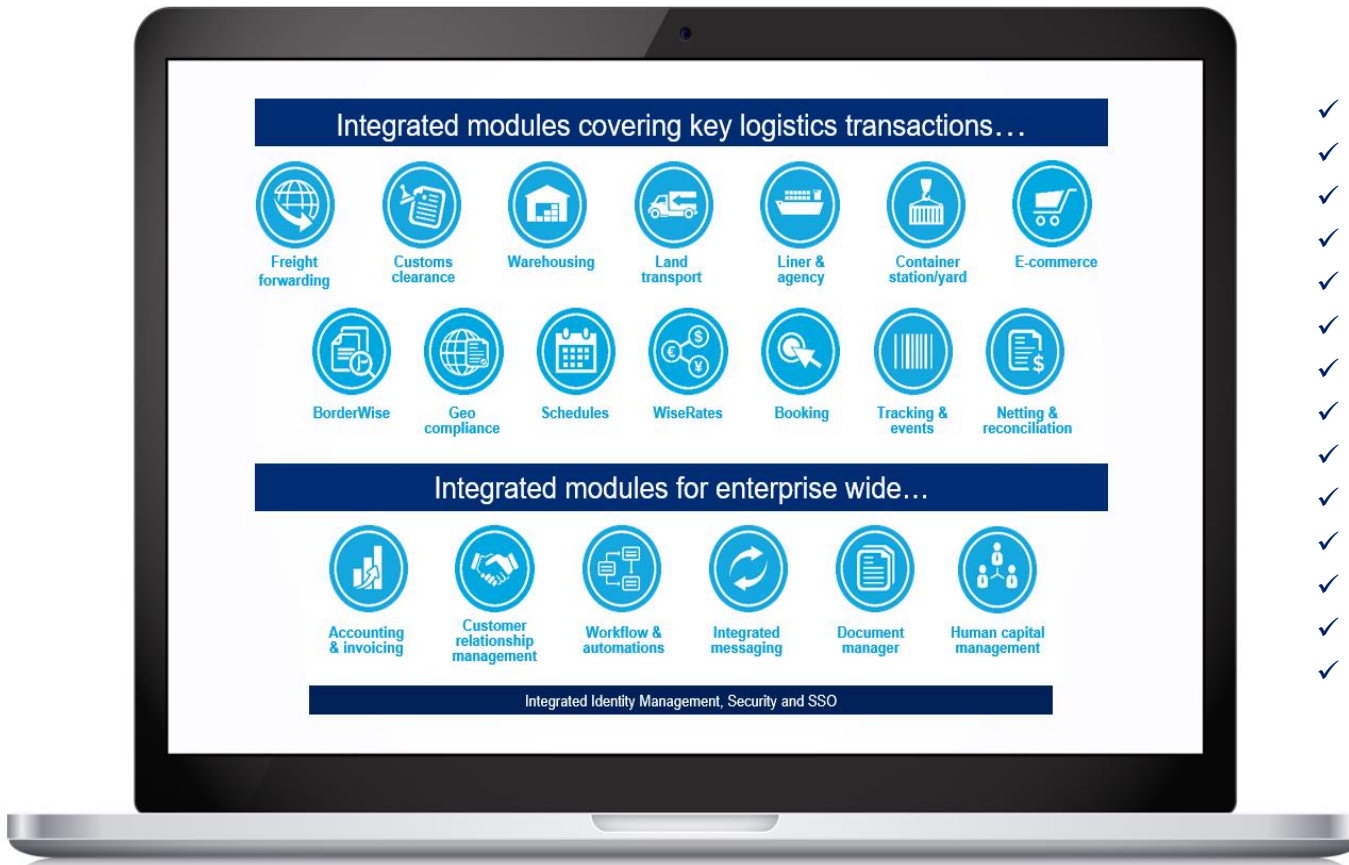 Integrated modules covering key logistics transactions…
Freight
forwarding
Customs
clearance
Warehousing
Land
transport
Liner &
agency
Container
station/yard
E-commerce
BorderWise
Geo
compliance
Schedules
WiseRates
Booking
Tracking &
events
Netting &
reconciliation
Integrated modules for enterprise wide…
Accounting
& invoicing
Customer
relationship
management
Workflow &
automations
Integrated
messaging
Document
manager
Human capital
management
Integrated Identity Management, Security and SSO